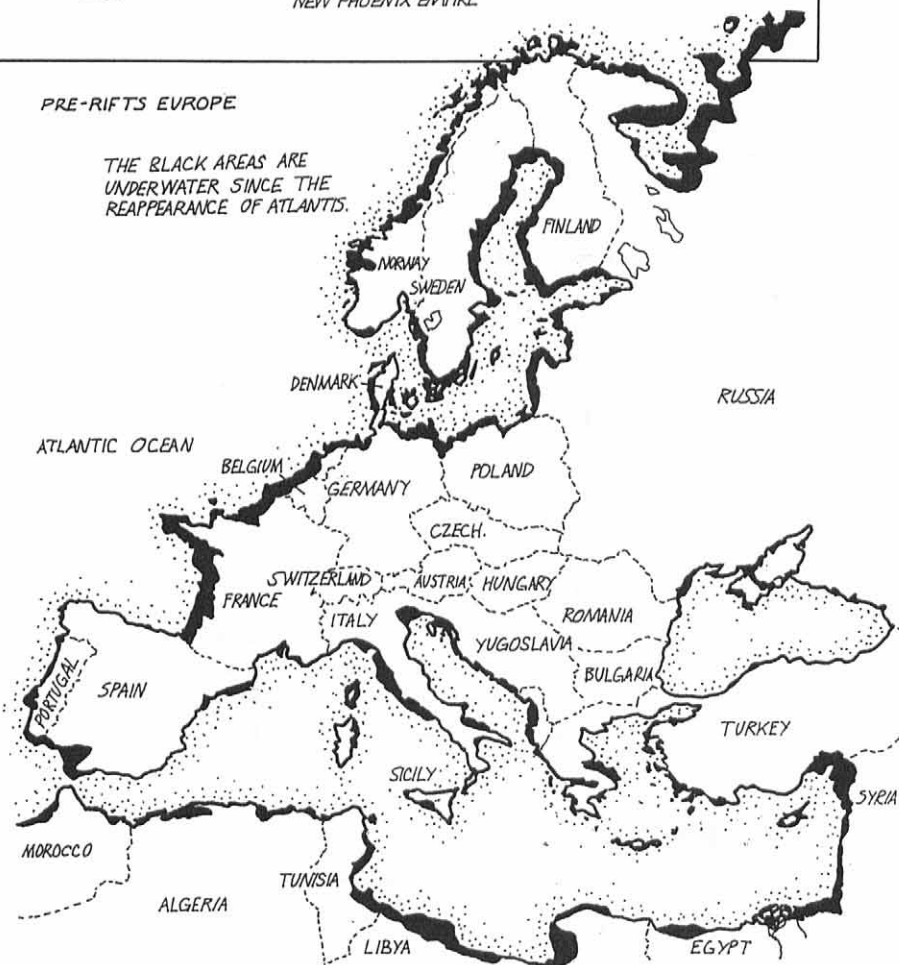 NEW PHOENIX EMPIRE
PRE-RIFTS EUROPE
THE BLACK AREAS ARE
UNDERWATER SINCE THE
REAPPEARANCE OF ATLANTIS.
FINLAND
NORWAY
SWEDEN
DENMARK
RUSSIA
ATLANTIC OCEAN
BELGIUM
GERMANY
POLAND
CZECH.
SWITZERLAND
AUSTRIA
HUNGARY
FRANCE
ITALY
ROMANIA
YUGOSLAVIA
BULGARIA
PORTUGAL
SPAIN
TURKEY
SICILY
SYRIA
MOROCCO
ALGERIA
TUNISIA
LIBYA
EGYPT